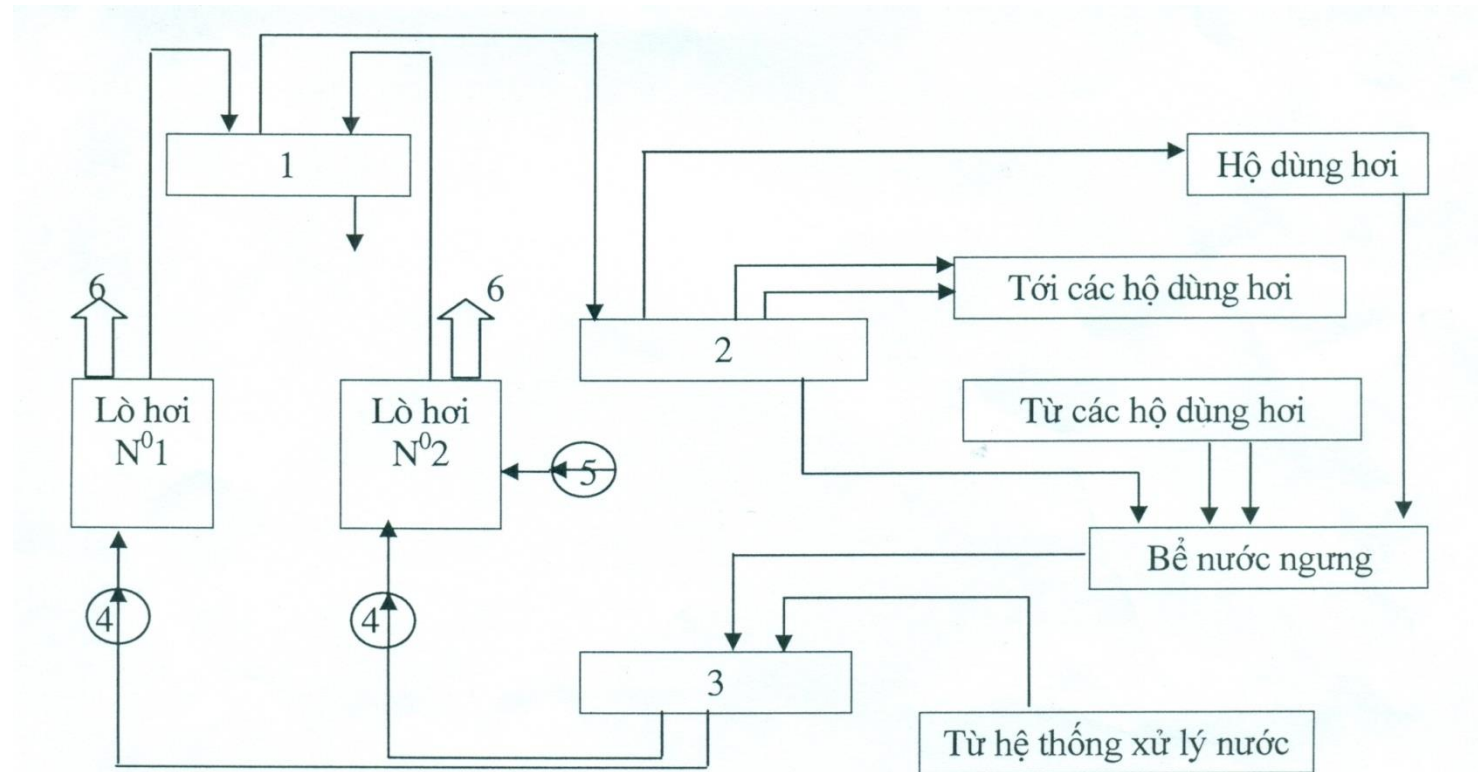 1
Hộ dùng hơi
6
6
Tới các hộ dùng hơi
2
Lò hơi
N⁰1
Lò hơi
N⁰2
Từ các hộ dùng hơi
5
Bể nước ngưng
4
4
3
Từ hệ thống xử lý nước